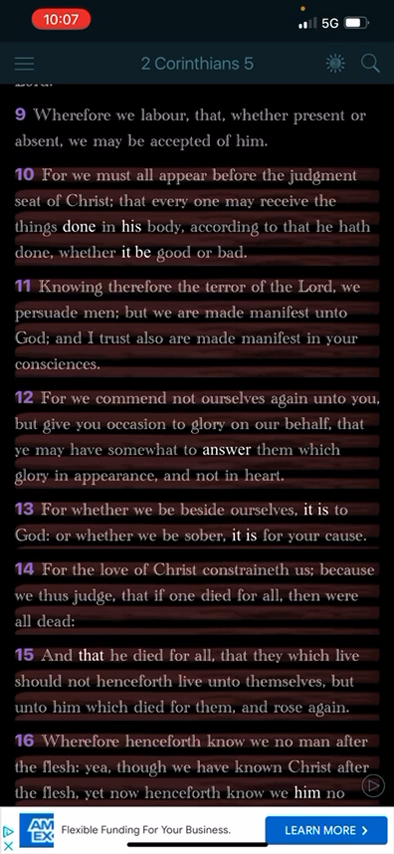 10:07
5G
2 Corinthians 5
Lord.
9 Wherefore we labour, that, whether present or
absent, we may be accepted of him.
10 For we must all appear before the judgment
seat of Christ; that every one may receive the
things done in his body, according to that he hath
done, whether it be good or bad.
11 Knowing therefore the terror of the Lord, we
persuade men; but we are made manifest unto
God; and I trust also are made manifest in your
consciences.
12 For we commend not ourselves again unto you,
but give you occasion to glory on our behalf, that
ye may have somewhat to answer them which
glory in appearance, and not in heart.
13 For whether we be beside ourselves, it is to
God: or whether we be sober, it is for your cause.
14 For the love of Christ constraineth us; because
we thus judge, that if one died for all, then were
all dead:
15 And that he died for all, that they which live
should not henceforth live unto themselves, but
unto him which died for them, and rose again.
16 Wherefore henceforth know we no man after
the flesh: yea, though we have known Christ after
the flesh, yet now henceforth know we him no
AM
EX
Flexible Funding For Your Business.
LEARN MORE >